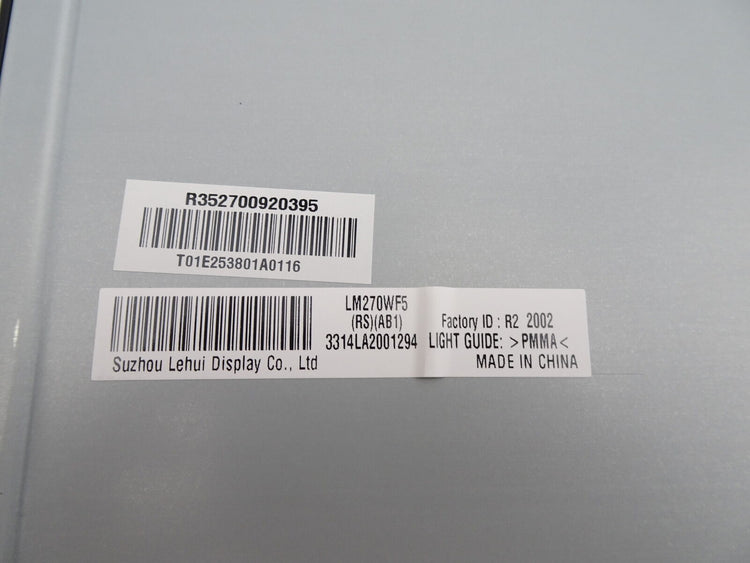 R352700920395
T01E253801A0116
LM270WF5
(RS)(AB1)
3314LA2001294
Suzhou Lehui Display Co., Ltd
Factory ID : R2 2002
LIGHT GUIDE: >PMMA<
MADE IN CHINA